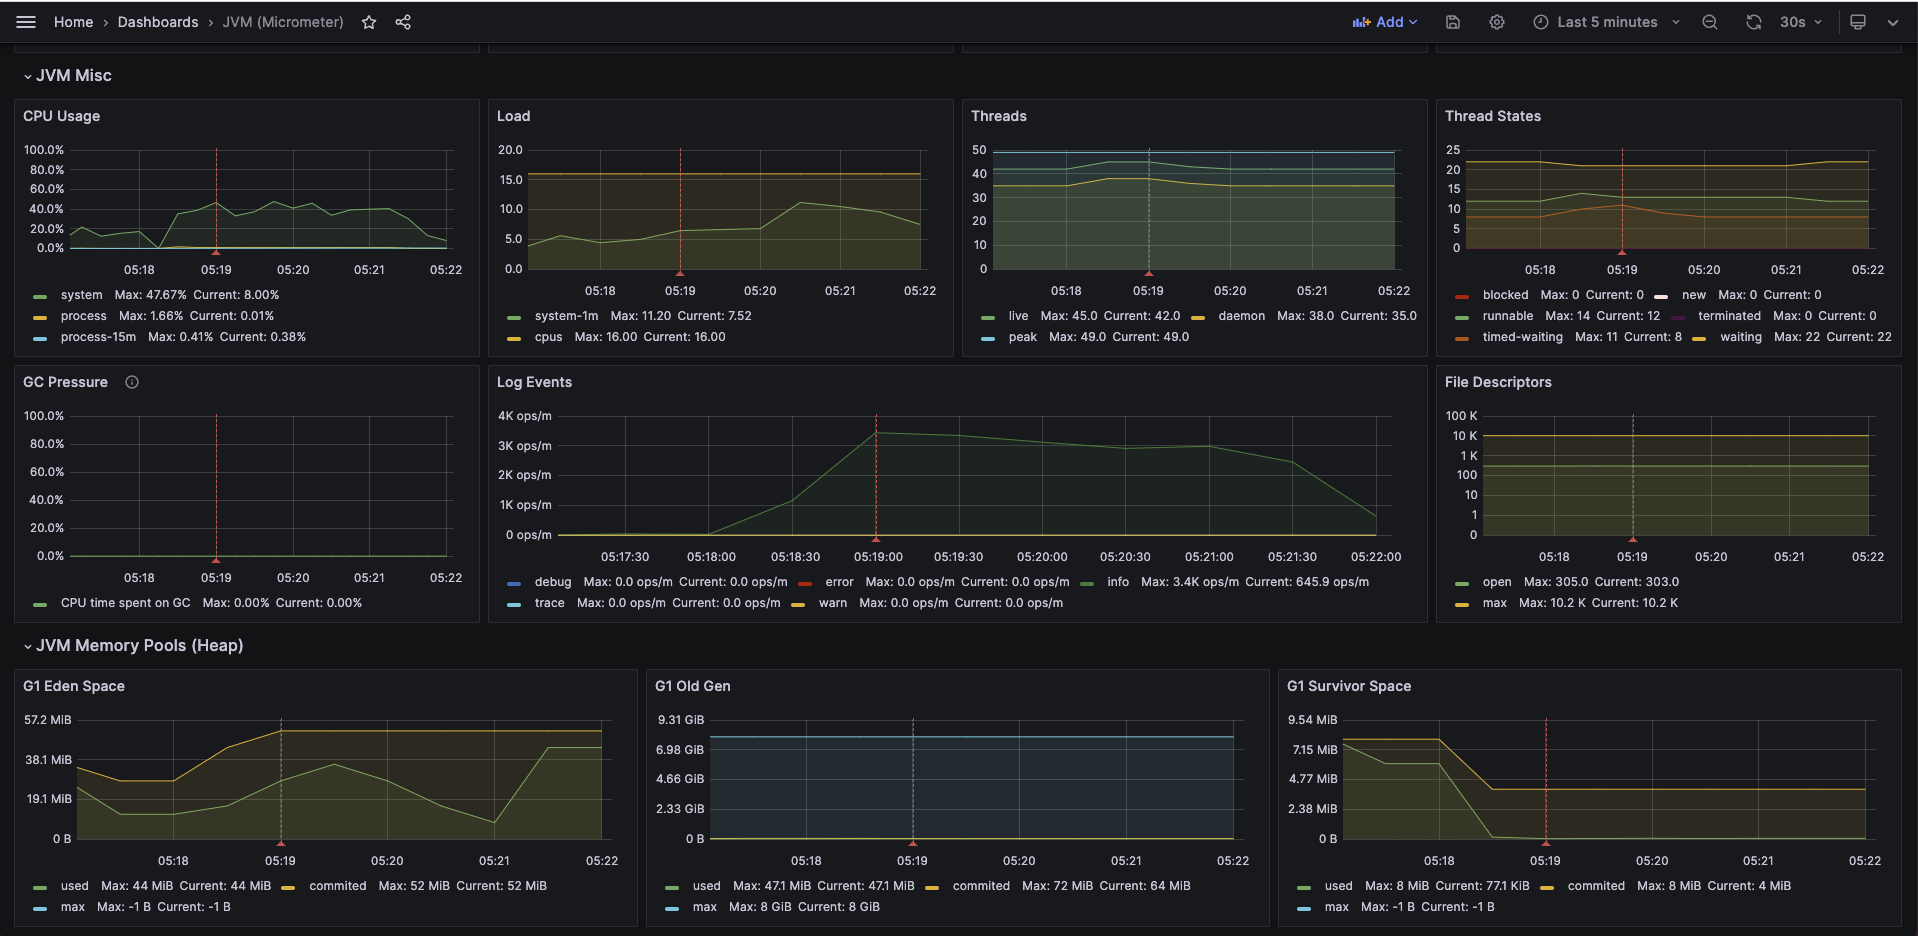 Home › Dashboards › JVM (Micrometer) Add Last 5 minutes 30s
JVM Misc
CPU Usage
100.0%
80.0%
60.0%
40.0%
20.0%
0.0%
05:18 05:19 05:20 05:21 05:22
system Max: 47.67% Current: 8.00%
process Max: 1.66% Current: 0.01%
process-15m Max: 0.41% Current: 0.38%
Load
20.0
15.0
10.0
5.0
0.0
05:18 05:19 05:20 05:21 05:22
system-1m Max: 11.20 Current: 7.52
cpus Max: 16.00 Current: 16.00
Threads
50
40
30
20
10
0
05:18 05:19 05:20 05:21 05:22
live Max: 45.0 Current: 42.0 daemon Max: 38.0 Current: 35.0
peak Max: 49.0 Current: 49.0
Thread States
25
20
15
10
5
0
05:18 05:19 05:20 05:21 05:22
blocked Max: 0 Current: 0 new Max: 0 Current: 0
runnable Max: 14 Current: 12 terminated Max: 0 Current: 0
timed-waiting Max: 11 Current: 8 waiting Max: 22 Current: 22
GC Pressure
100.0%
80.0%
60.0%
40.0%
20.0%
0.0%
05:18 05:19 05:20 05:21 05:22
CPU time spent on GC Max: 0.00% Current: 0.00%
Log Events
4K ops/m
3K ops/m
2K ops/m
1K ops/m
0 ops/m
05:17:30 05:18:00 05:18:30 05:19:00 05:19:30 05:20:00 05:20:30 05:21:00 05:21:30 05:22:00
debug Max: 0.0 ops/m Current: 0.0 ops/m error Max: 0.0 ops/m Current: 0.0 ops/m info Max: 3.4K ops/m Current: 645.9 ops/m
trace Max: 0.0 ops/m Current: 0.0 ops/m warn Max: 0.0 ops/m Current: 0.0 ops/m
File Descriptors
100 K
10 K
1 K
100
10
1
0
05:18 05:19 05:20 05:21 05:22
open Max: 305.0 Current: 303.0
max Max: 10.2 K Current: 10.2 K
JVM Memory Pools (Heap)
G1 Eden Space
57.2 MiB
38.1 MiB
19.1 MiB
0 B
05:18 05:19 05:20 05:21 05:22
used Max: 44 MiB Current: 44 MiB commited Max: 52 MiB Current: 52 MiB
max Max: -1 B Current: -1 B
G1 Old Gen
9.31 GiB
6.98 GiB
4.66 GiB
2.33 GiB
0 B
05:18 05:19 05:20 05:21 05:22
used Max: 47.1 MiB Current: 47.1 MiB commited Max: 72 MiB Current: 64 MiB
max Max: 8 GiB Current: 8 GiB
G1 Survivor Space
9.54 MiB
7.15 MiB
4.77 MiB
2.38 MiB
0 B
05:18 05:19 05:20 05:21 05:22
used Max: 8 MiB Current: 77.1 KiB commited Max: 8 MiB Current: 4 MiB
max Max: -1 B Current: -1 B